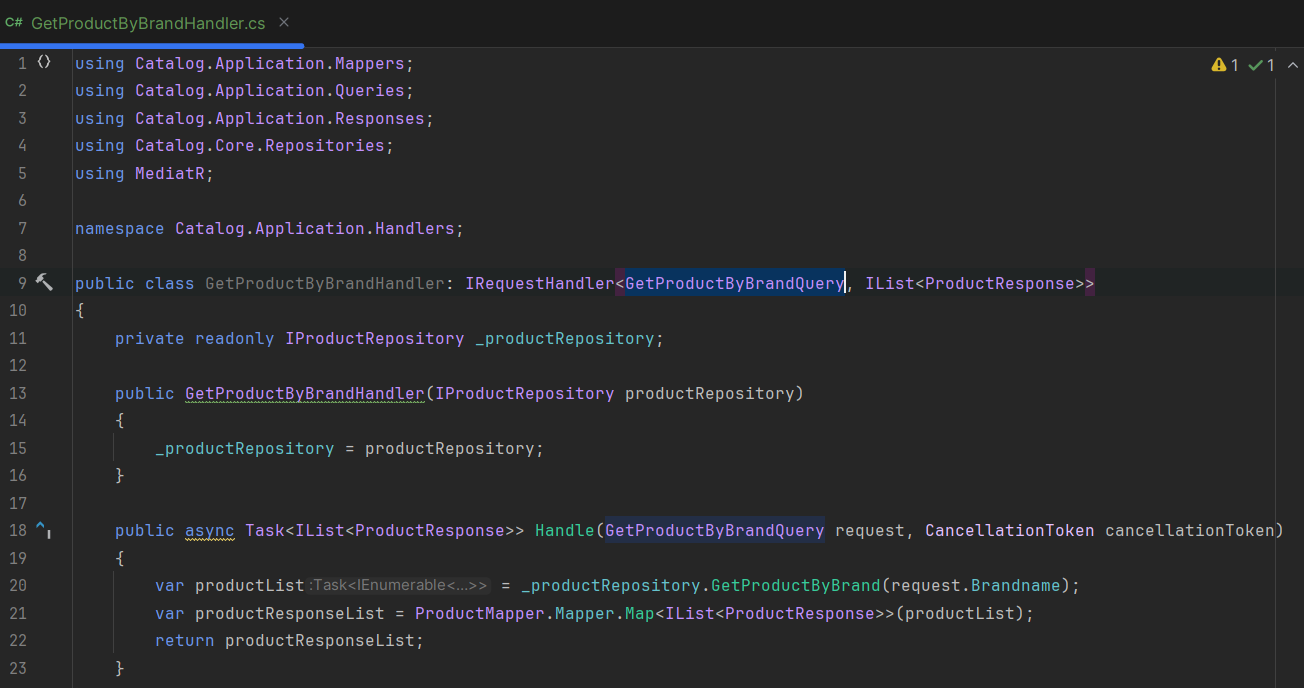 C# GetProductByBrandHandler.cs ×
1 using Catalog.Application.Mappers; 1 1
2 using Catalog.Application.Queries;
3 using Catalog.Application.Responses;
4 using Catalog.Core.Repositories;
5 using MediatR;
6
7 namespace Catalog.Application.Handlers;
8
9 public class GetProductByBrandHandler: IRequestHandler<GetProductByBrandQuery, IList<ProductResponse>>
10 {
11 private readonly IProductRepository _productRepository;
12
13 public GetProductByBrandHandler(IProductRepository productRepository)
14 {
15 _productRepository = productRepository;
16 }
17
18 public async Task<IList<ProductResponse>> Handle(GetProductByBrandQuery request, CancellationToken cancellationToken)
19 {
20 var productList :Task<IEnumerable<...>> = _productRepository.GetProductByBrand(request.Brandname);
21 var productResponseList = ProductMapper.Mapper.Map<IList<ProductResponse>>(productList);
22 return productResponseList;
23 }